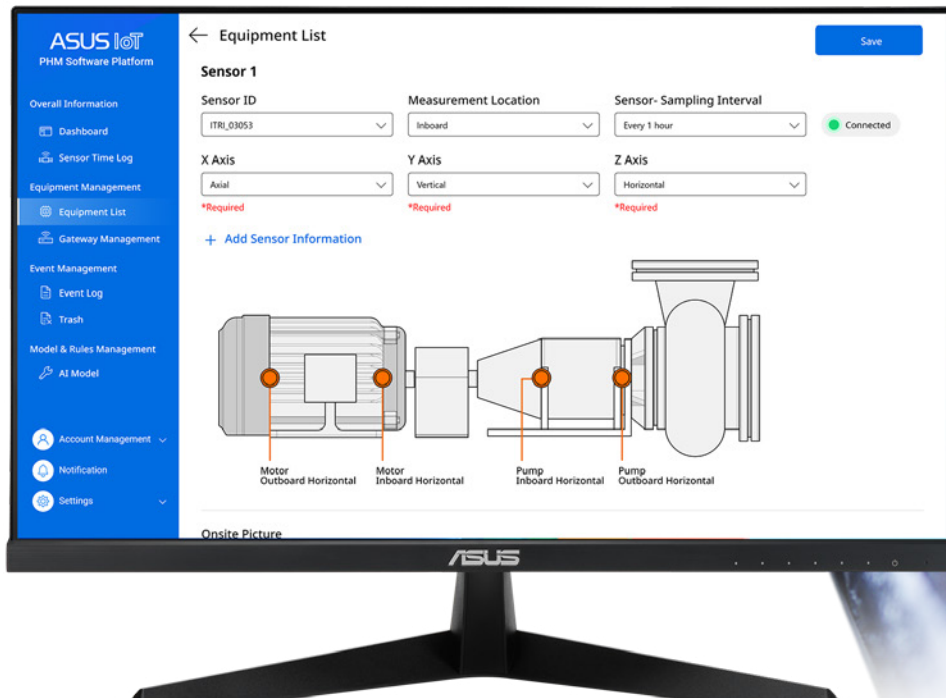 ASUS IoT
PHM Software Platform
Overall Information
Dashboard
Sensor Time Log
Equipment Management
Equipment List
Gateway Management
Event Management
Event Log
Trash
Model & Rules Management
AI Model
Account Management
Notification
Settings
Equipment List
Save
Sensor 1
Sensor ID
Measurement Location
Sensor- Sampling Interval
ITRI_03053
Inboard
Every 1 hour
Connected
X Axis
Y Axis
Z Axis
Axial
Vertical
Horizontal
*Required
*Required
*Required
+ Add Sensor Information
Motor
Outboard Horizontal
Motor
Inboard Horizontal
Pump
Inboard Horizontal
Pump
Outboard Horizontal
Onsite Picture
ASUS